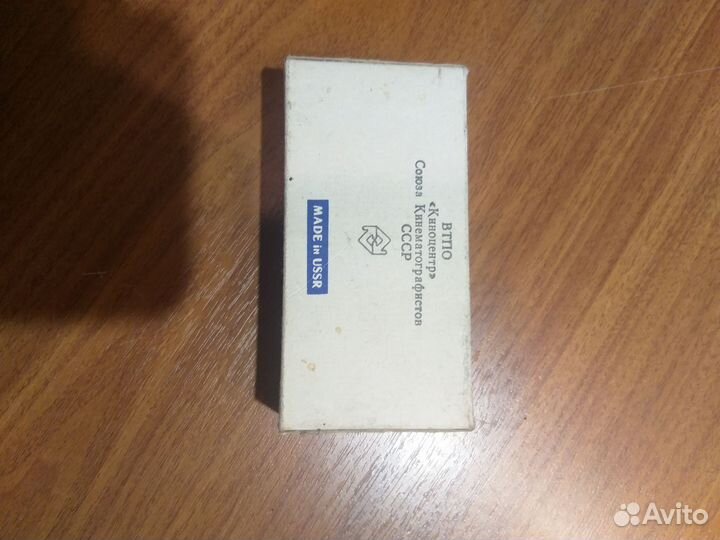 ВТПО
«Киноцентр»
Союза Кинематографистов
СССР
MADE in USSR
Avito